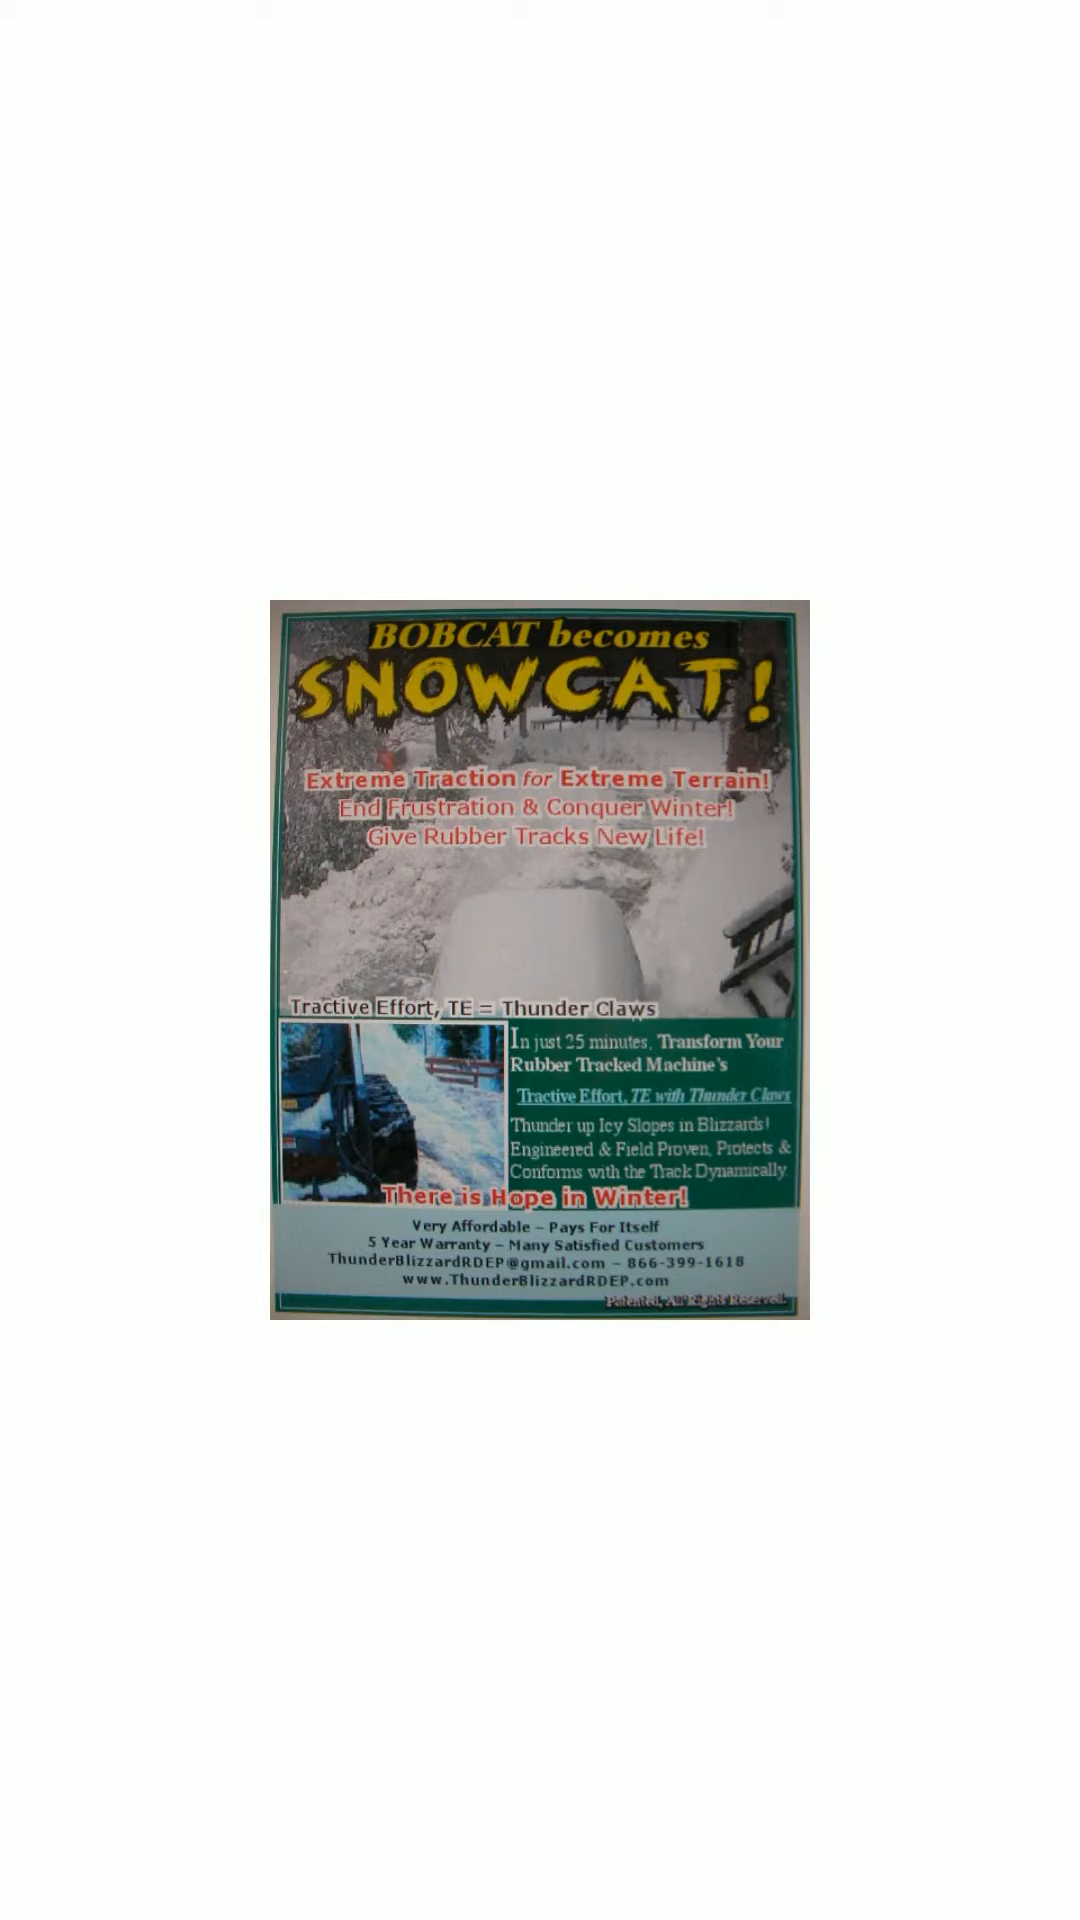 BOBCAT becomes
SNOWCAT!
Extreme Traction for Extreme Terrain!
End Frustration & Conquer Winter!
Give Rubber Tracks New Life!
Tractive Effort, TE = Thunder Claws
In just 25 minutes, Transform Your
Rubber Tracked Machine's
Tractive Effort, TE with Thunder Claws
Thunder up Icy Slopes in Blizzards!
Engineered & Field Proven, Protects &
Conforms with the Track Dynamically
There is Hope in Winter!
Very Affordable – Pays For Itself
5 Year Warranty – Many Satisfied Customers
ThunderBlizzardRDEP@gmail.com – 866-399-1618
www.ThunderBlizzardRDEP.com
Patented, All Rights Reserved.